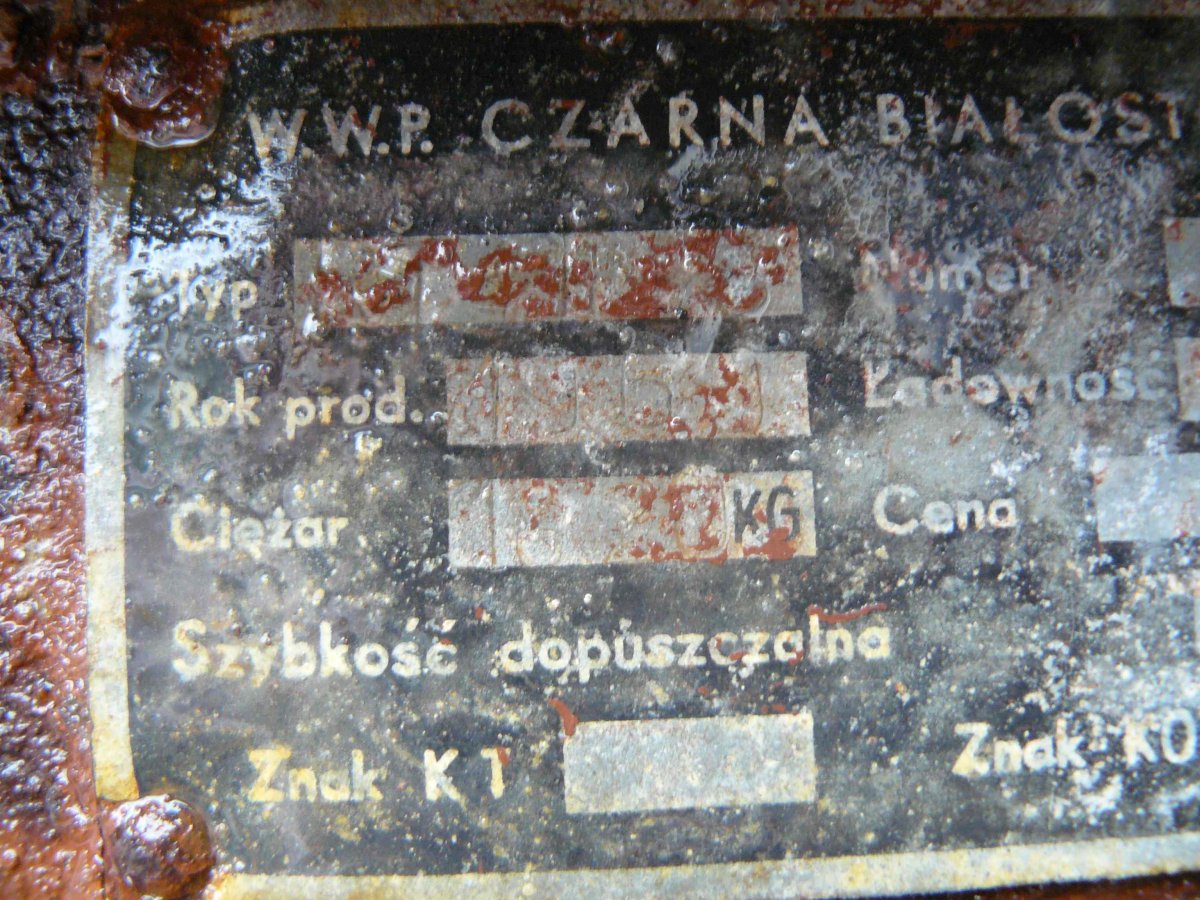 W.W.P. CZARNA BIAŁOST
Typ Numer
Rok prod. Ładowność
Ciężar KG Cena
Szybkość dopuszczalna
Znak KT Znak KO